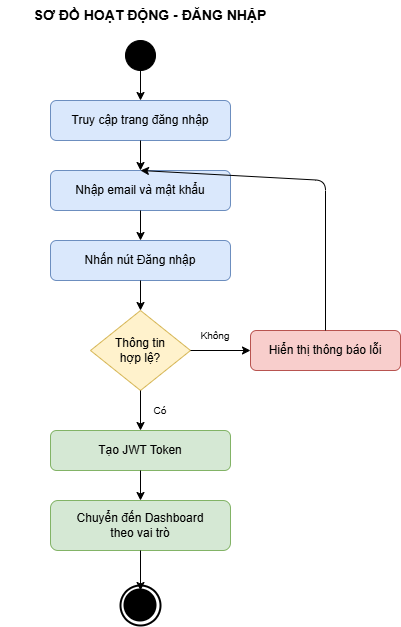 SƠ ĐỒ HOẠT ĐỘNG - ĐĂNG NHẬP
Truy cập trang đăng nhập
Nhập email và mật khẩu
Nhấn nút Đăng nhập
Thông tin
hợp lệ?
Không
Hiển thị thông báo lỗi
Có
Tạo JWT Token
Chuyển đến Dashboard
theo vai trò